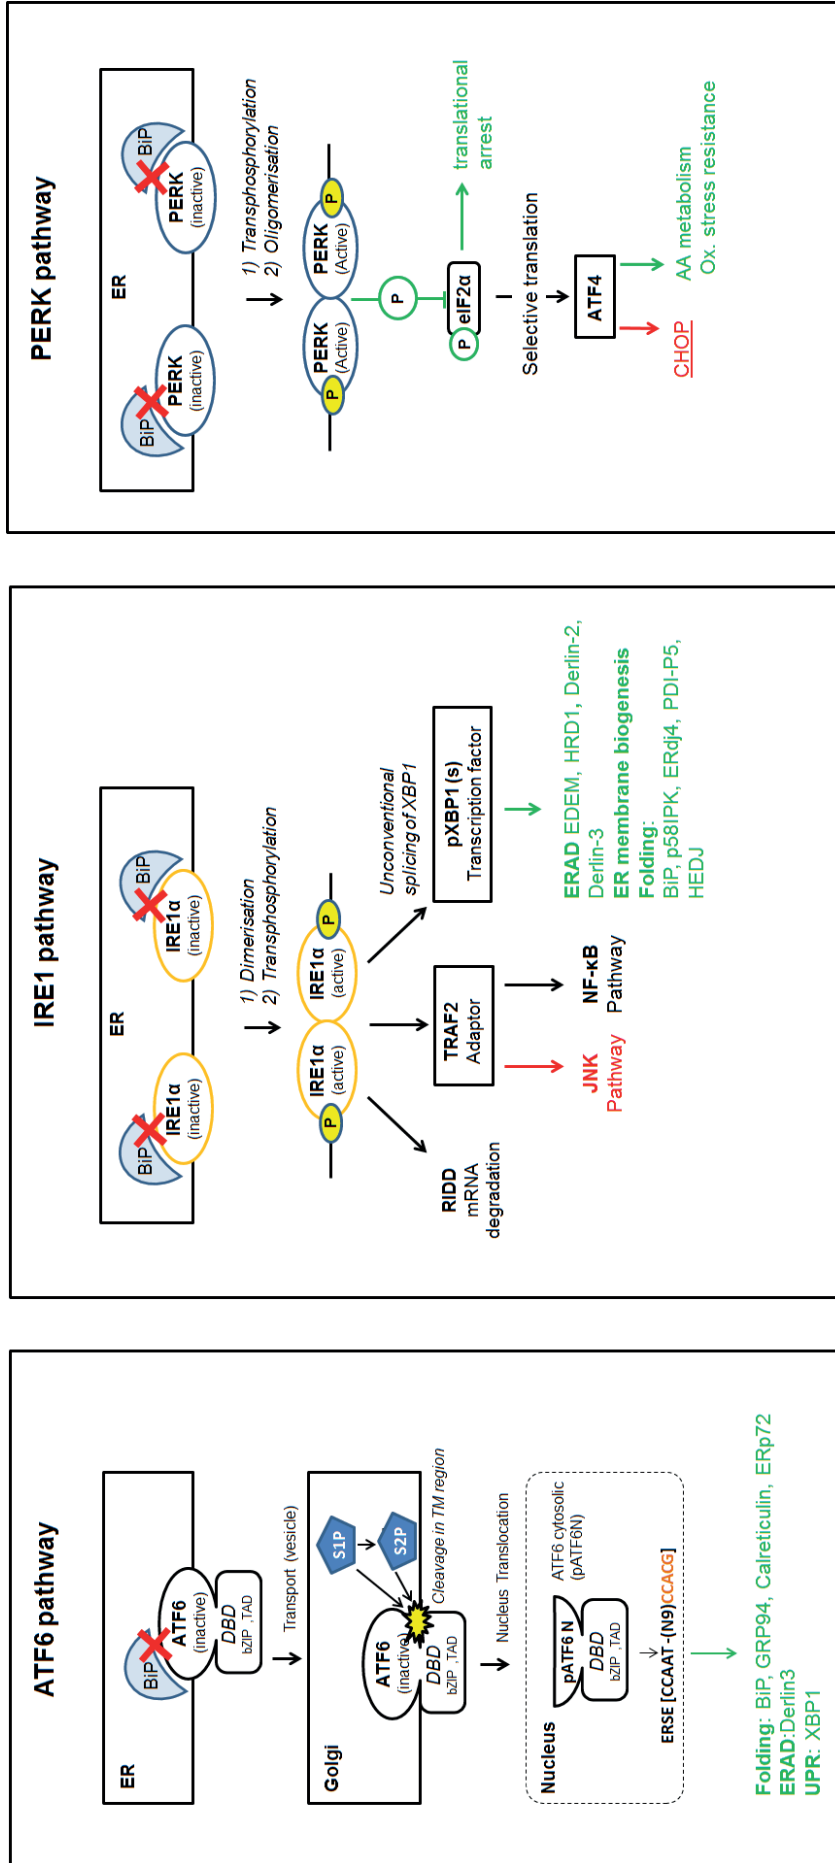 ATF6 pathway
ER
BiP
ATF6
(inactive)
DBD
bZIP ,TAD
Transport (vesicle)
Golgi
S1P
S2P
ATF6
(inactive)
DBD
bZIP ,TAD
Cleavage in TM region
Nucleus Translocation
Nucleus
pATF6 N
DBD
bZIP ,TAD
ATF6 cytosolic
(pATF6N)
ERSE [CCAAT-(N9)CCACG]
Folding: BiP, GRP94, Calreticulin, ERp72
ERAD:Derlin3
UPR: XBP1
IRE1 pathway
ER
BiP
IRE1α
(inactive)
BiP
IRE1α
(inactive)
1) Dimerisation
2) Transphosphorylation
P
IRE1α
(active)
IRE1α
(active)
P
Unconventional
splicing of XBP1
RIDD
mRNA
degradation
TRAF2
Adaptor
pXBP1 (s)
Transcription factor
JNK
Pathway
NF-κB
Pathway
ERAD EDEM, HRD1, Derlin-2,
Derlin-3
ER membrane biogenesis
Folding:
BiP, p58IPK, ERdj4, PDI-P5,
HEDJ
PERK pathway
ER
BiP
PERK
(inactive)
BiP
PERK
(inactive)
1) Transphosphorylation
2) Oligomerisation
P
PERK
(Active)
PERK
(Active)
P
P
P
eIF2α
translational
arrest
Selective translation
ATF4
CHOP
AA metabolism
Ox. stress resistance